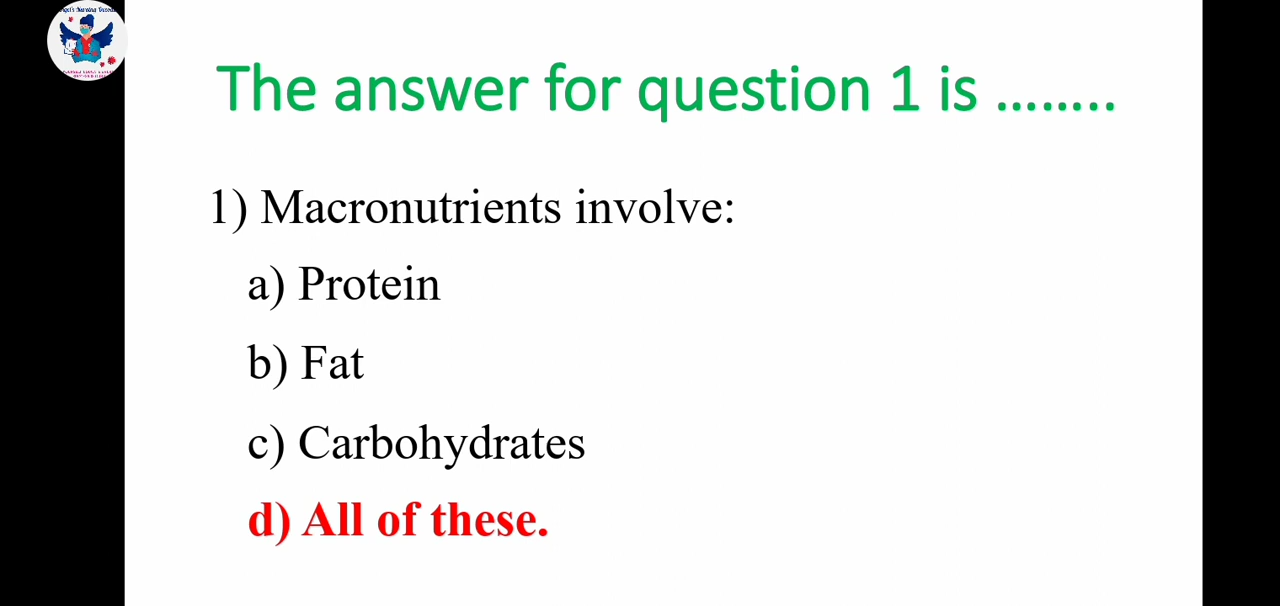 The answer for question 1 is ........
1) Macronutrients involve:
a) Protein
b) Fat
c) Carbohydrates
d) All of these.